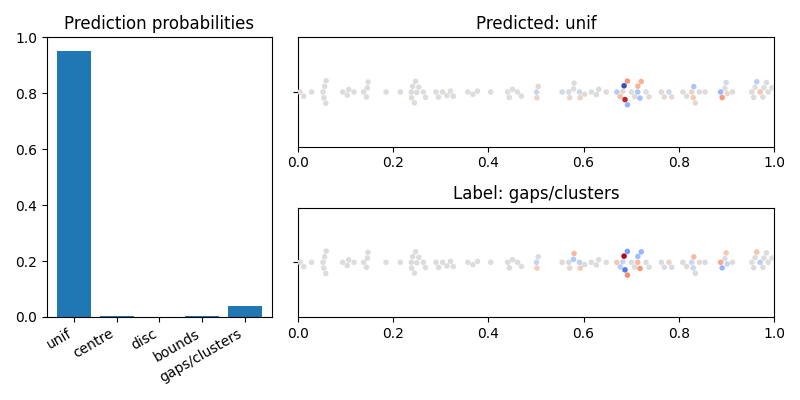 Prediction probabilities
1.0
0.8
0.6
0.4
0.2
0.0
unif
centre
disc
bounds
gaps/clusters
Predicted: unif
0.0 0.2 0.4 0.6 0.8 1.0
Label: gaps/clusters
0.0 0.2 0.4 0.6 0.8 1.0